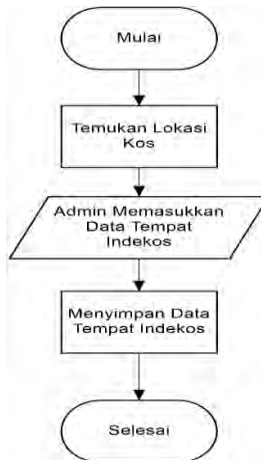 Mulai
Temukan Lokasi
Kos
Admin Memasukkan
Data Tempat
Indekos
Menyimpan Data
Tempat Indekos
Selesai